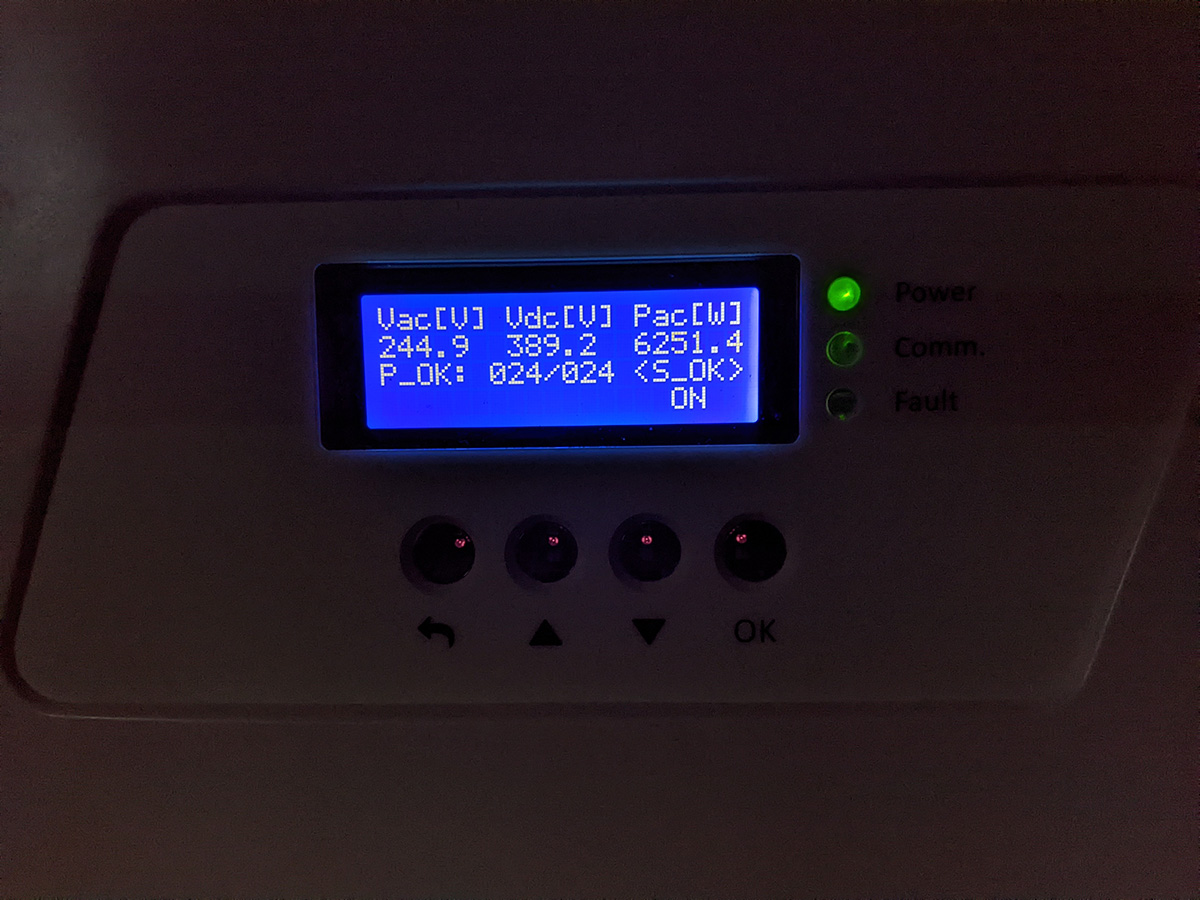 Vac[V] Vdc[V] Pac[W]
244.9 389.2 6251.4
P_OK: 024/024 <S_OK>
ON
Power
Comm.
Fault
OK